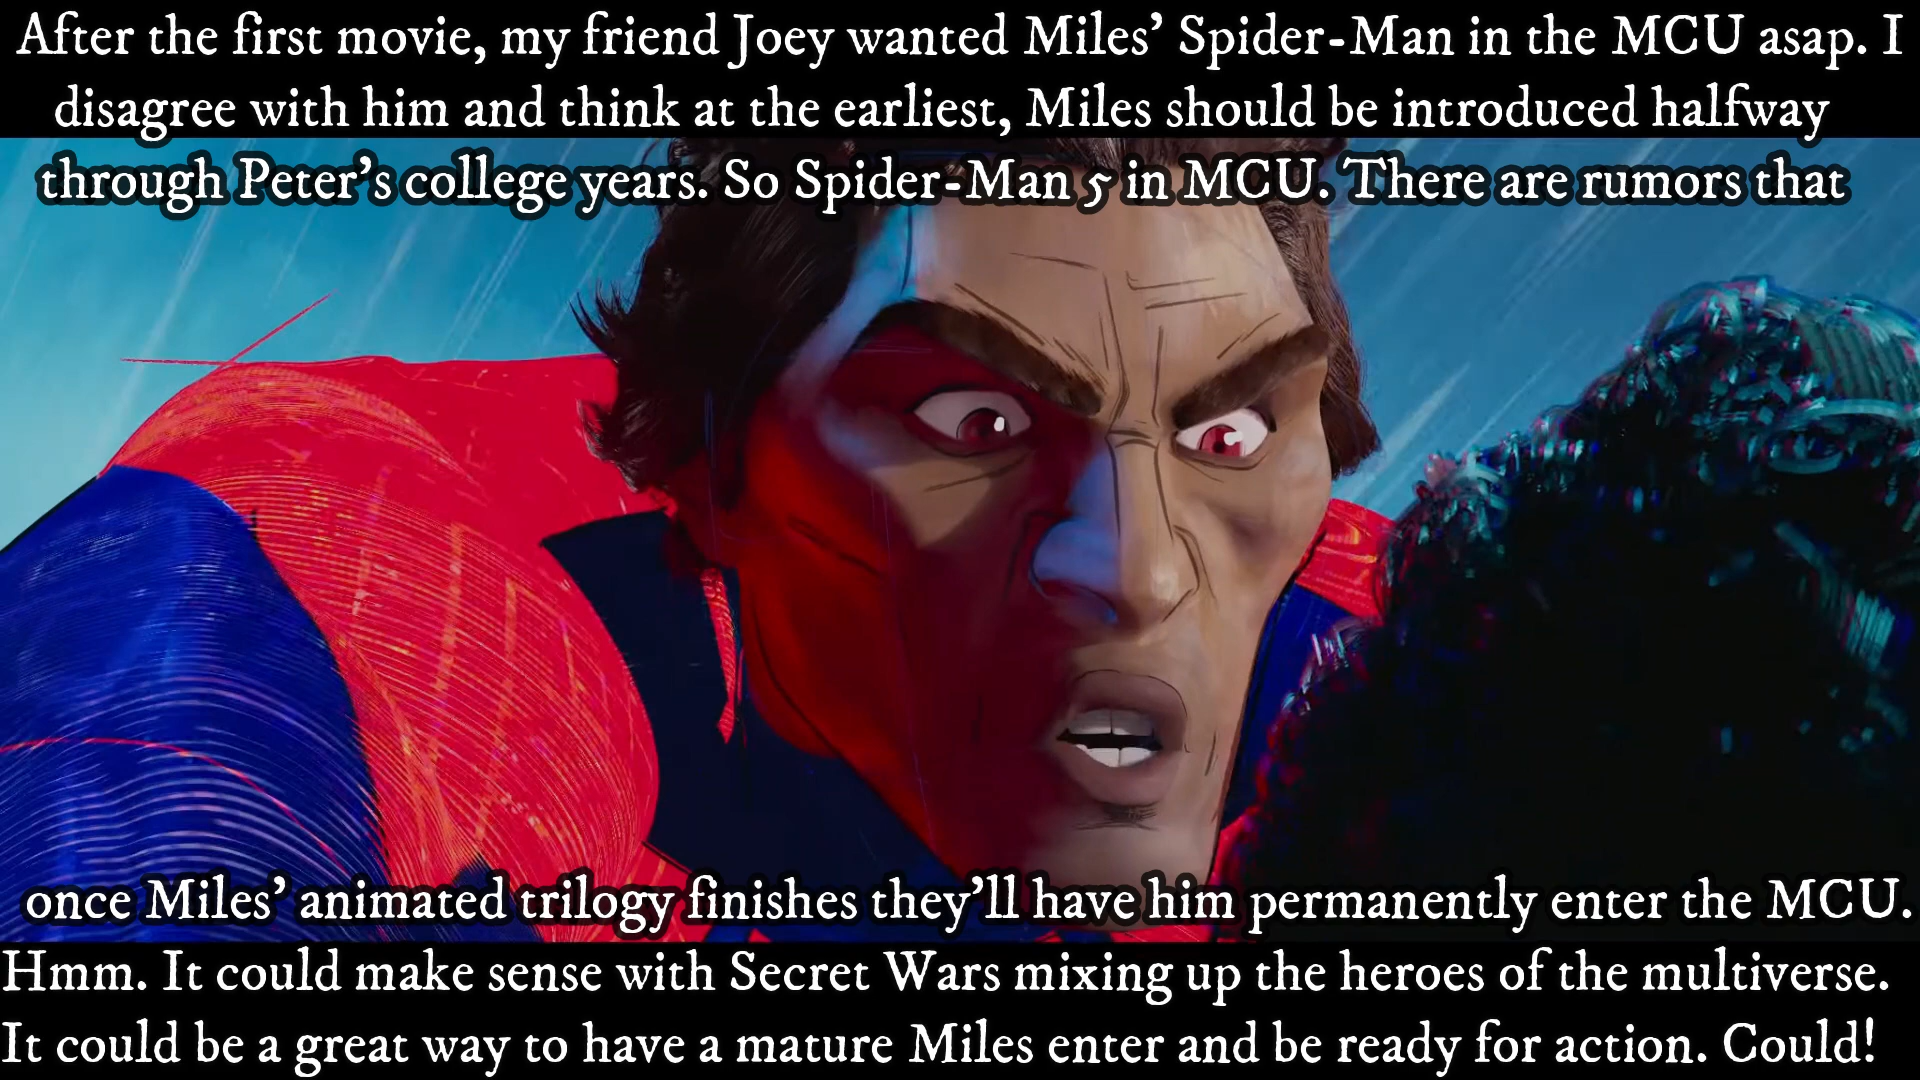 After the first movie, my friend Joey wanted Miles' Spider-Man in the MCU asap. I
disagree with him and think at the earliest, Miles should be introduced halfway
through Peter's college years. So Spider-Man 5 in MCU. There are rumors that
once Miles' animated trilogy finishes they'll have him permanently enter the MCU.
Hmm. It could make sense with Secret Wars mixing up the heroes of the multiverse.
It could be a great way to have a mature Miles enter and be ready for action. Could!